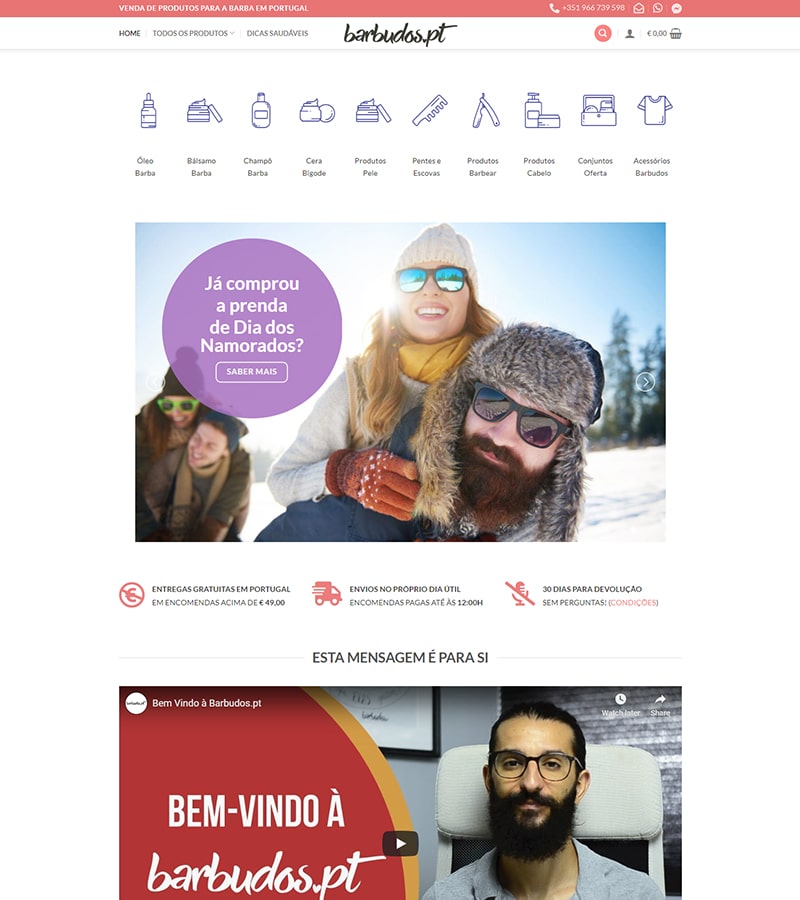 VENDA DE PRODUTOS PARA A BARBA EM PORTUGAL
+351 966 739 598
HOME
TODOS OS PRODUTOS
DICAS SAUDÁVEIS
barbudos.pt
€ 0,00
Óleo
Barba
Bálsamo
Barba
Champô
Barba
Cera
Bigode
Produtos
Pele
Pentes e
Escovas
Produtos
Barbear
Produtos
Cabelo
Conjuntos
Oferta
Acessórios
Barbudos
Já comprou
a prenda
de Dia dos
Namorados?
SABER MAIS
ENTREGAS GRATUITAS EM PORTUGAL
EM ENCOMENDAS ACIMA DE € 49,00
ENVIOS NO PRÓPRIO DIA ÚTIL
ENCOMENDAS PAGAS ATÉ ÀS 12:00H
30 DIAS PARA DEVOLUÇÃO
SEM PERGUNTAS! (CONDIÇÕES)
ESTA MENSAGEM É PARA SI
barbudos.pt
Bem Vindo à Barbudos.pt
Watch later
Share
BEM-VINDO À
barbudos.pt